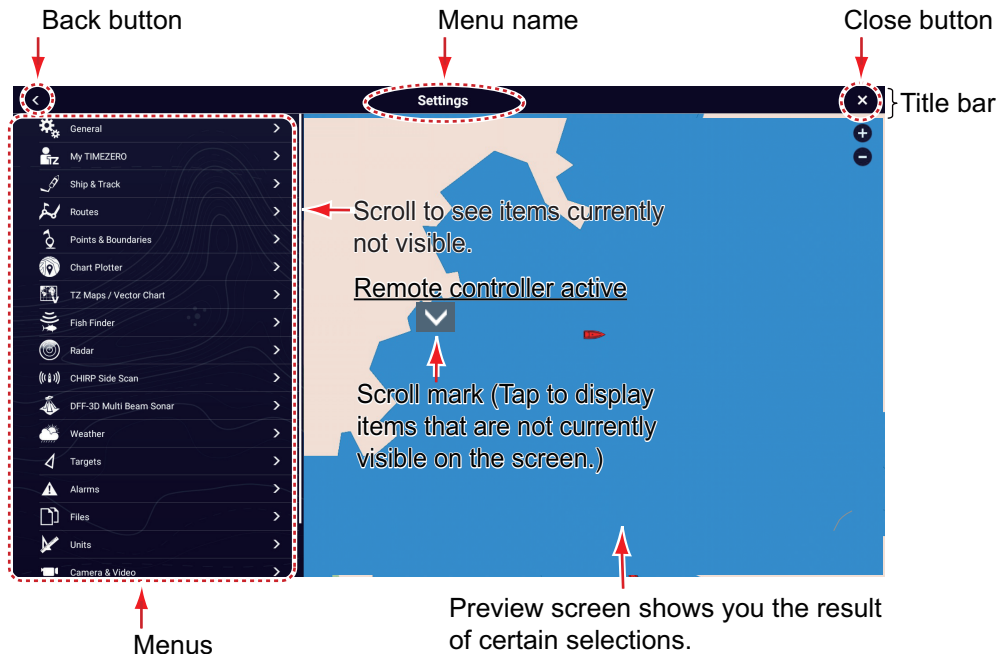 Back button
Menu name
Close button
Settings
Title bar
General
My TIMEZERO
Ship & Track
Routes
Points & Boundaries
Chart Plotter
TZ Maps / Vector Chart
Fish Finder
Radar
CHIRP Side Scan
DFF-3D Multi Beam Sonar
Weather
Targets
Alarms
Files
Units
Camera & Video
Scroll to see items currently
not visible.
Remote controller active
Scroll mark (Tap to display
items that are not currently
visible on the screen.)
Menus
Preview screen shows you the result
of certain selections.